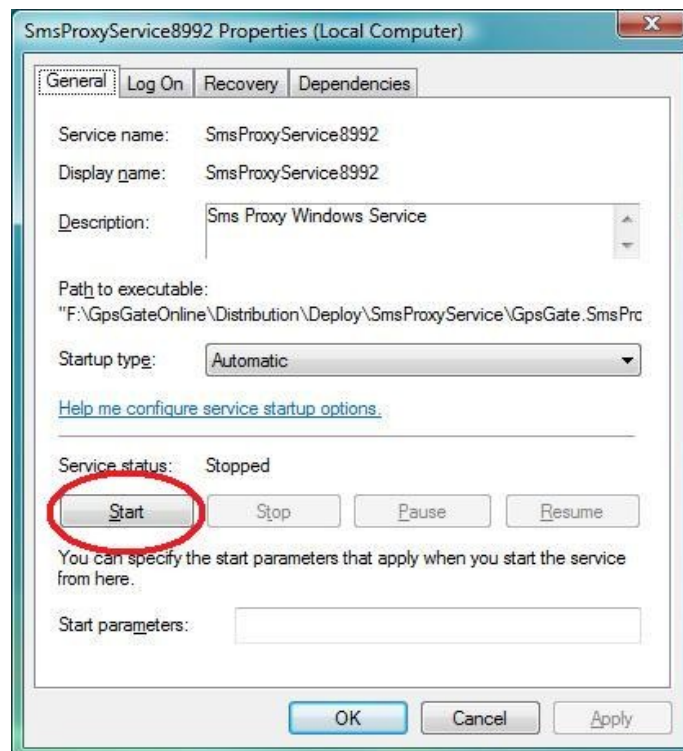 SmsProxyService8992 Properties (Local Computer)
General Log On Recovery Dependencies
Service name: SmsProxyService8992
Display name: SmsProxyService8992
Description: Sms Proxy Windows Service
Path to executable:
"F:\GpsGateOnline\Distribution\Deploy\SmsProxyService\GpsGate.SmsPro
Startup type: Automatic
Help me configure service startup options.
Service status: Stopped
Start Stop Pause Resume
You can specify the start parameters that apply when you start the service
from here.
Start parameters:
OK Cancel Apply